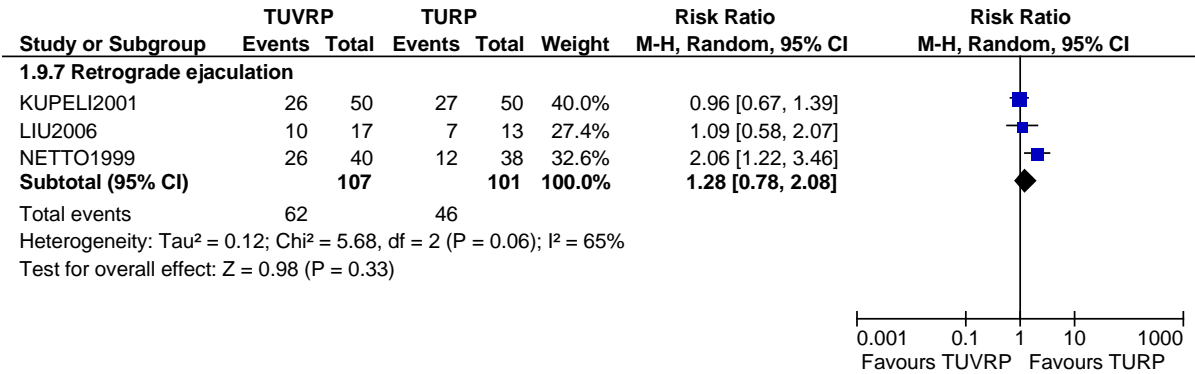 TUVRP TURP Risk Ratio Risk Ratio
Study or Subgroup Events Total Events Total Weight M-H, Random, 95% CI M-H, Random, 95% CI
1.9.7 Retrograde ejaculation
KUPELI2001 26 50 27 50 40.0% 0.96 [0.67, 1.39]
LIU2006 10 17 7 13 27.4% 1.09 [0.58, 2.07]
NETTO1999 26 40 12 38 32.6% 2.06 [1.22, 3.46]
Subtotal (95% CI) 107 101 100.0% 1.28 [0.78, 2.08]
Total events 62 46
Heterogeneity: Tau² = 0.12; Chi² = 5.68, df = 2 (P = 0.06); I² = 65%
Test for overall effect: Z = 0.98 (P = 0.33)
0.001 0.1 1 10 1000
Favours TUVRP Favours TURP